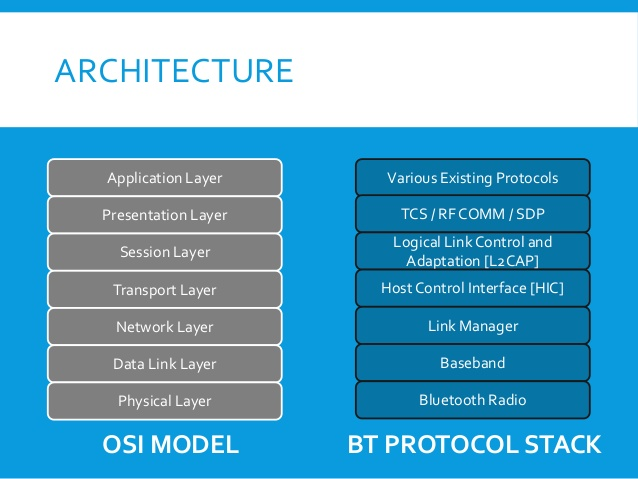 ARCHITECTURE
Application Layer
Presentation Layer
Session Layer
Transport Layer
Network Layer
Data Link Layer
Physical Layer
OSI MODEL
Various Existing Protocols
TCS / RF COMM / SDP
Logical Link Control and
Adaptation [L2CAP]
Host Control Interface [HIC]
Link Manager
Baseband
Bluetooth Radio
BT PROTOCOL STACK